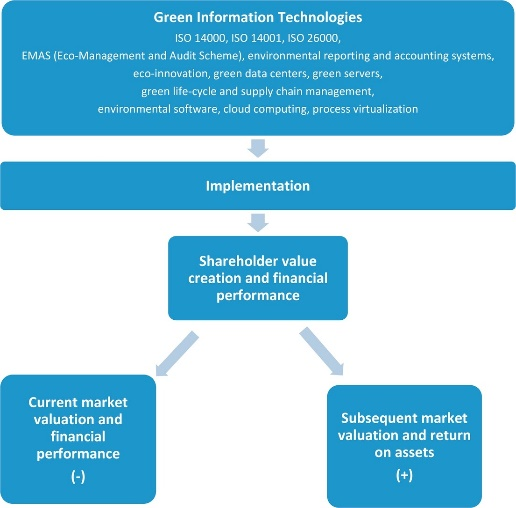 Green Information Technologies
ISO 14000, ISO 14001, ISO 26000,
EMAS (Eco-Management and Audit Scheme), environmental reporting and accounting systems,
eco-innovation, green data centers, green servers,
green life-cycle and supply chain management,
environmental software, cloud computing, process virtualization
Implementation
Shareholder value
creation and financial
performance
Current market
valuation and
financial
performance
(-)
Subsequent market
valuation and return
on assets
(+)